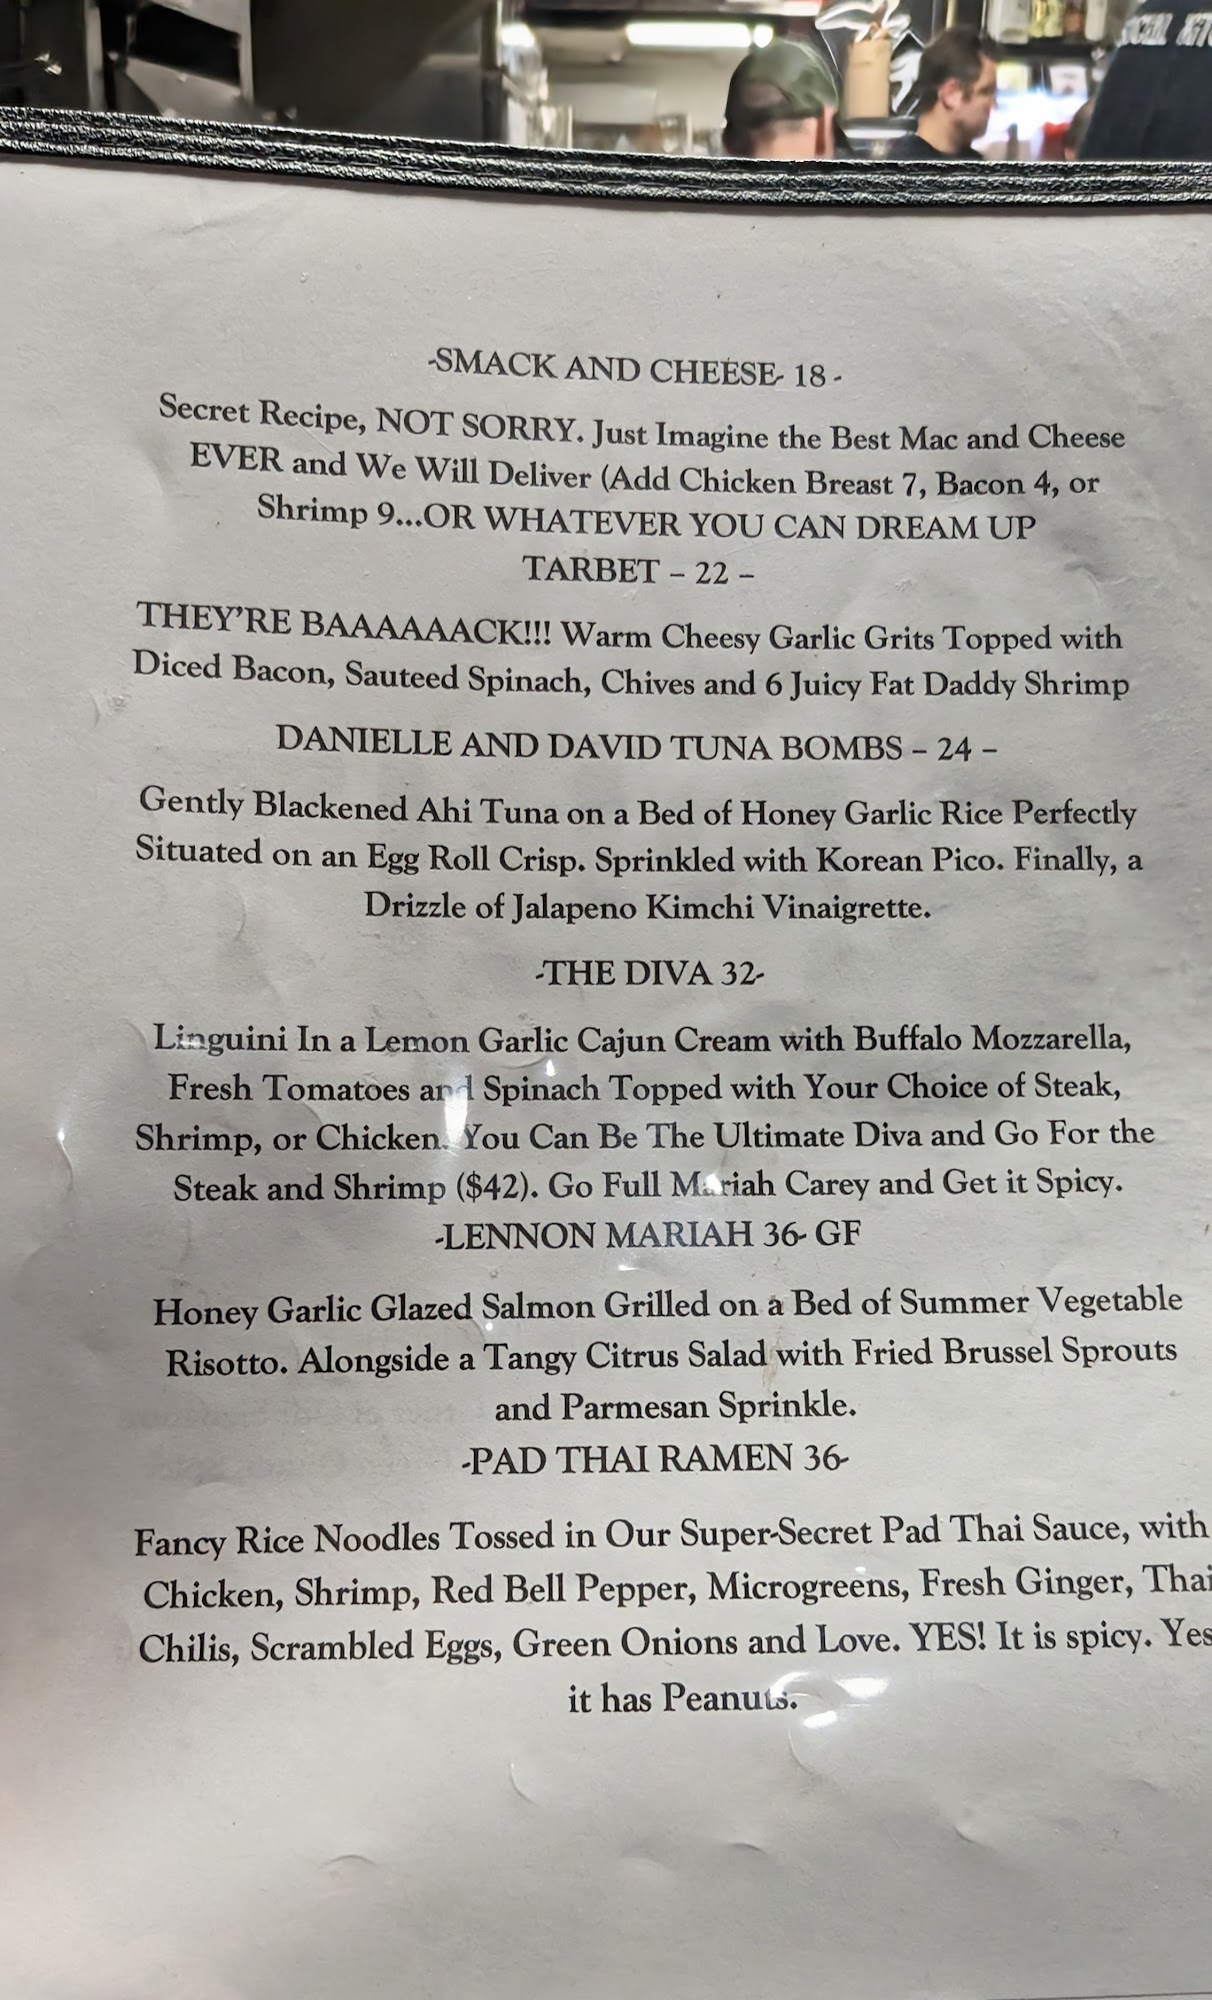 -SMACK AND CHEESE- 18 -
Secret Recipe, NOT SORRY. Just Imagine the Best Mac and Cheese
EVER and We Will Deliver (Add Chicken Breast 7, Bacon 4, or
Shrimp 9...OR WHATEVER YOU CAN DREAM UP
TARBET – 22 –
THEY'RE BAAAAAACK!!! Warm Cheesy Garlic Grits Topped with
Diced Bacon, Sauteed Spinach, Chives and 6 Juicy Fat Daddy Shrimp
DANIELLE AND DAVID TUNA BOMBS – 24 –
Gently Blackened Ahi Tuna on a Bed of Honey Garlic Rice Perfectly
Situated on an Egg Roll Crisp. Sprinkled with Korean Pico. Finally, a
Drizzle of Jalapeno Kimchi Vinaigrette.
-THE DIVA 32-
Linguini In a Lemon Garlic Cajun Cream with Buffalo Mozzarella,
Fresh Tomatoes and Spinach Topped with Your Choice of Steak,
Shrimp, or Chicken. You Can Be The Ultimate Diva and Go For the
Steak and Shrimp ($42). Go Full Mariah Carey and Get it Spicy.
-LENNON MARIAH 36- GF
Honey Garlic Glazed Salmon Grilled on a Bed of Summer Vegetable
Risotto. Alongside a Tangy Citrus Salad with Fried Brussel Sprouts
and Parmesan Sprinkle.
-PAD THAI RAMEN 36-
Fancy Rice Noodles Tossed in Our Super-Secret Pad Thai Sauce, with
Chicken, Shrimp, Red Bell Pepper, Microgreens, Fresh Ginger, Thai
Chilis, Scrambled Eggs, Green Onions and Love. YES! It is spicy. Yes
it has Peanuts.